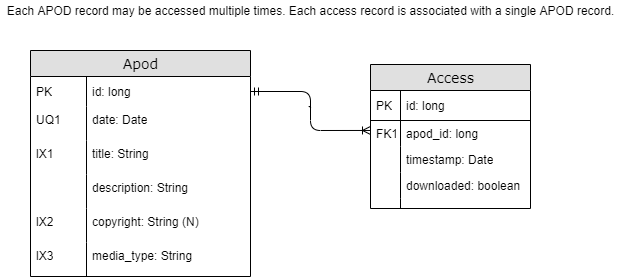 Each APOD record may be accessed multiple times. Each access record is associated with a single APOD record.
Apod
PK id: long
UQ1 date: Date
IX1 title: String
description: String
IX2 copyright: String (N)
IX3 media_type: String
Access
PK id: long
FK1 apod_id: long
timestamp: Date
downloaded: boolean